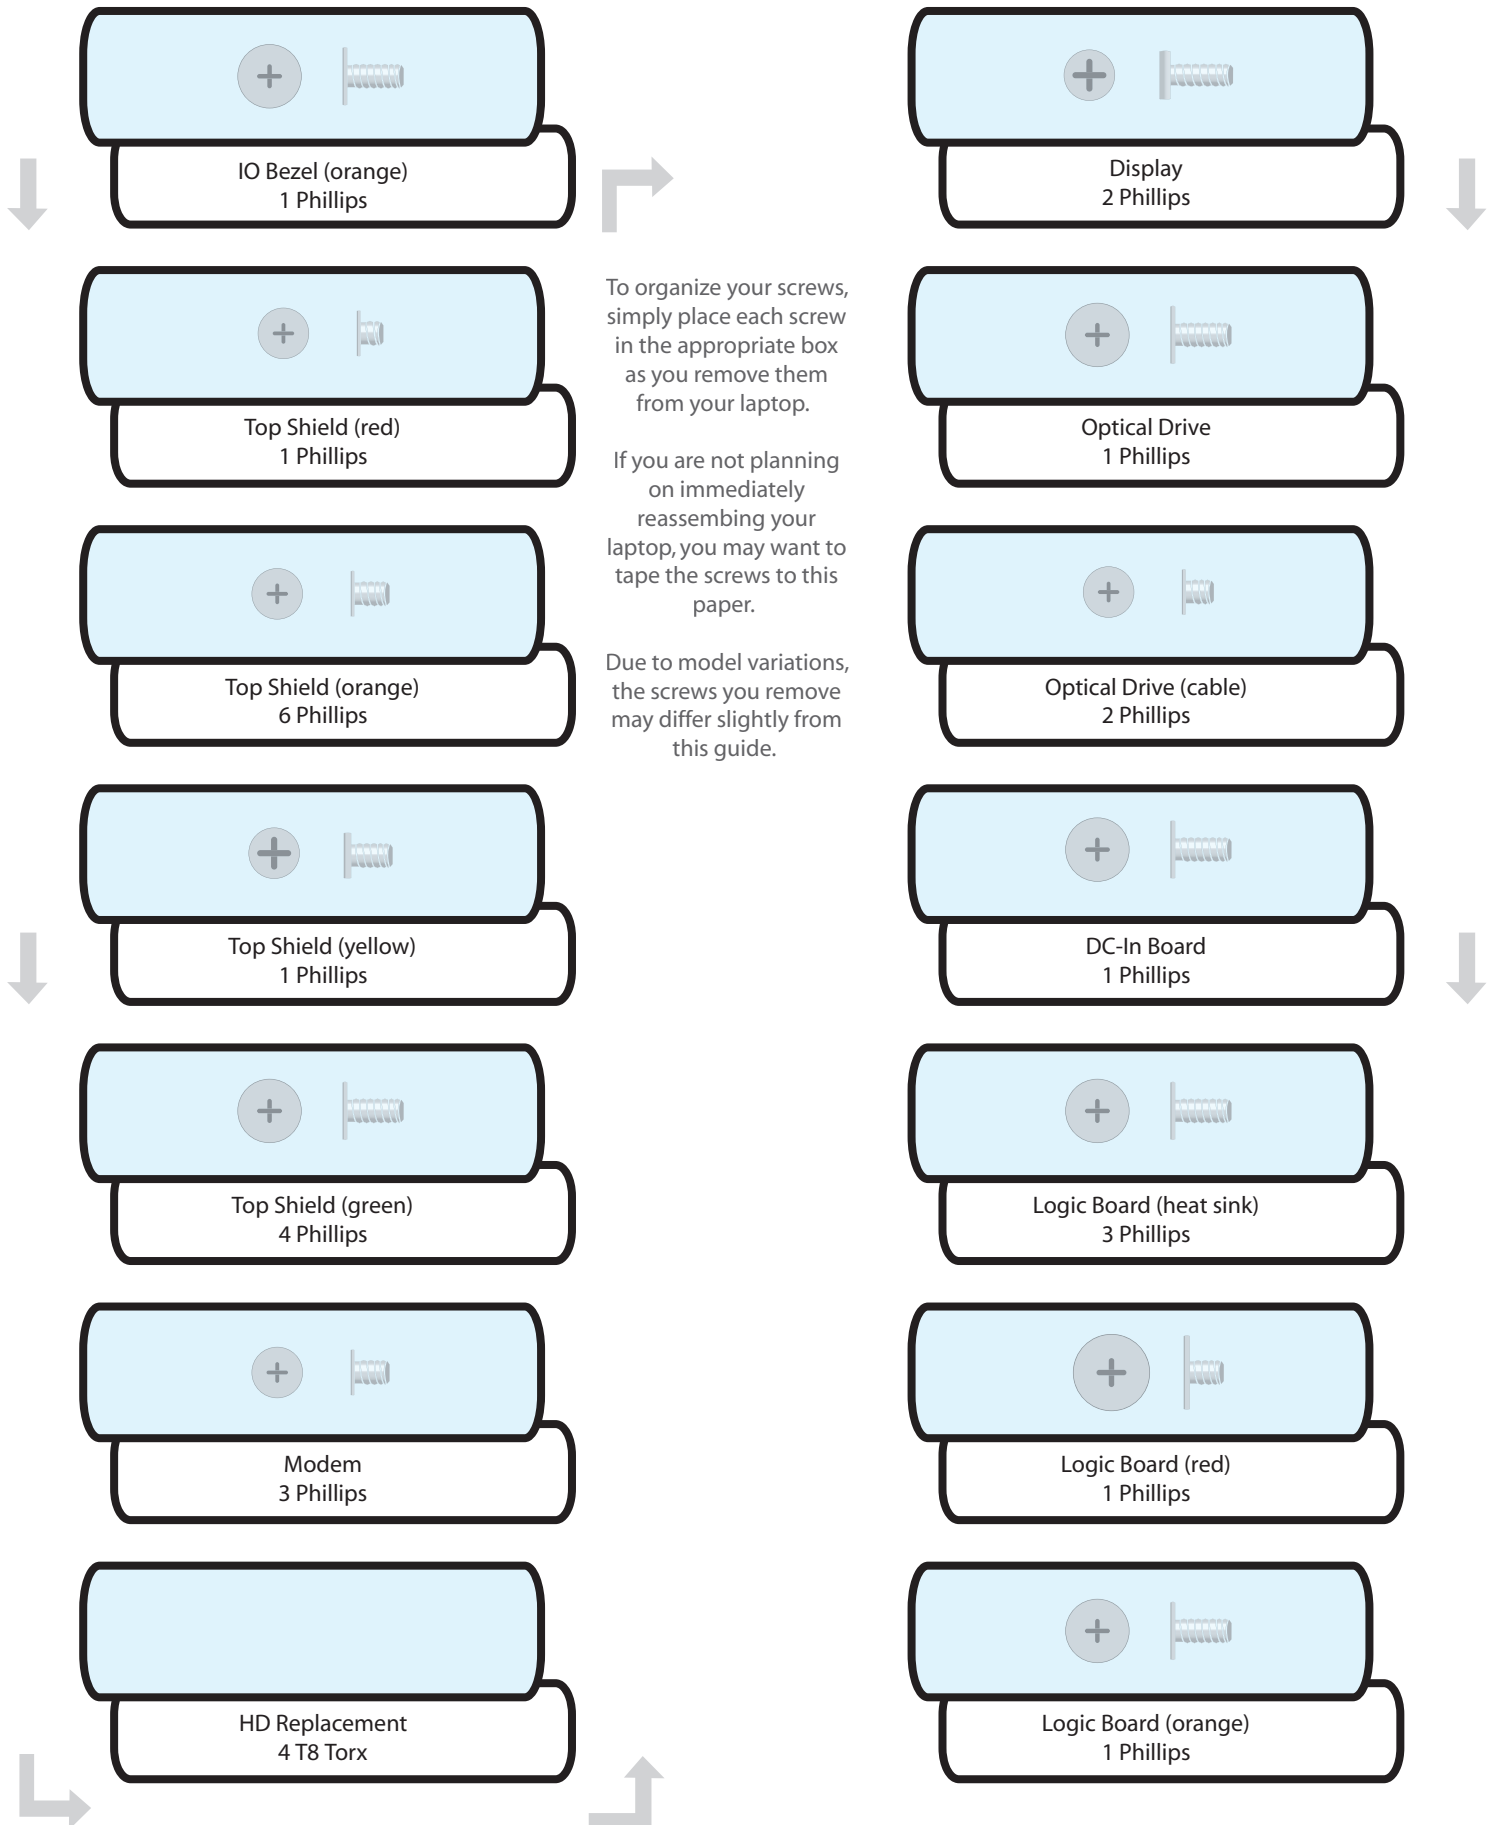 IO Bezel (orange)
1 Phillips
Top Shield (red)
1 Phillips
Top Shield (orange)
6 Phillips
Top Shield (yellow)
1 Phillips
Top Shield (green)
4 Phillips
Modem
3 Phillips
HD Replacement
4 T8 Torx
To organize your screws,
simply place each screw
in the appropriate box
as you remove them
from your laptop.
If you are not planning
on immediately
reassembing your
laptop, you may want to
tape the screws to this
paper.
Due to model variations,
the screws you remove
may differ slightly from
this guide.
Display
2 Phillips
Optical Drive
1 Phillips
Optical Drive (cable)
2 Phillips
DC-In Board
1 Phillips
Logic Board (heat sink)
3 Phillips
Logic Board (red)
1 Phillips
Logic Board (orange)
1 Phillips